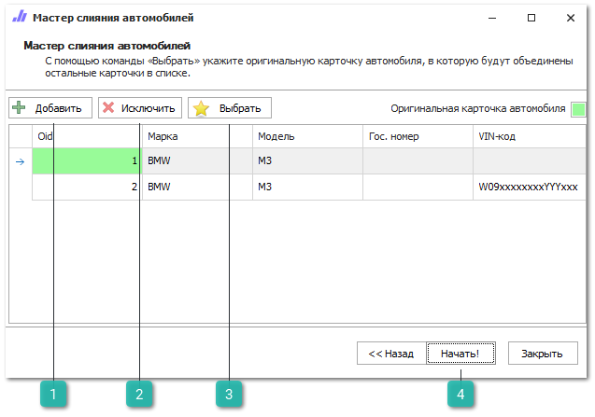 Мастер слияния автомобилей
Мастер слияния автомобилей
С помощью команды «Выбрать» укажите оригинальную карточку автомобиля, в которую будут объединены
остальные карточки в списке.
Добавить Исключить Выбрать Оригинальная карточка автомобиля
Oid Марка Модель Гос. номер VIN-код
1 BMW M3
2 BMW M3 W09xxxxxxxxYYYxxx
<< Назад Начать! Закрыть
1 2 3 4